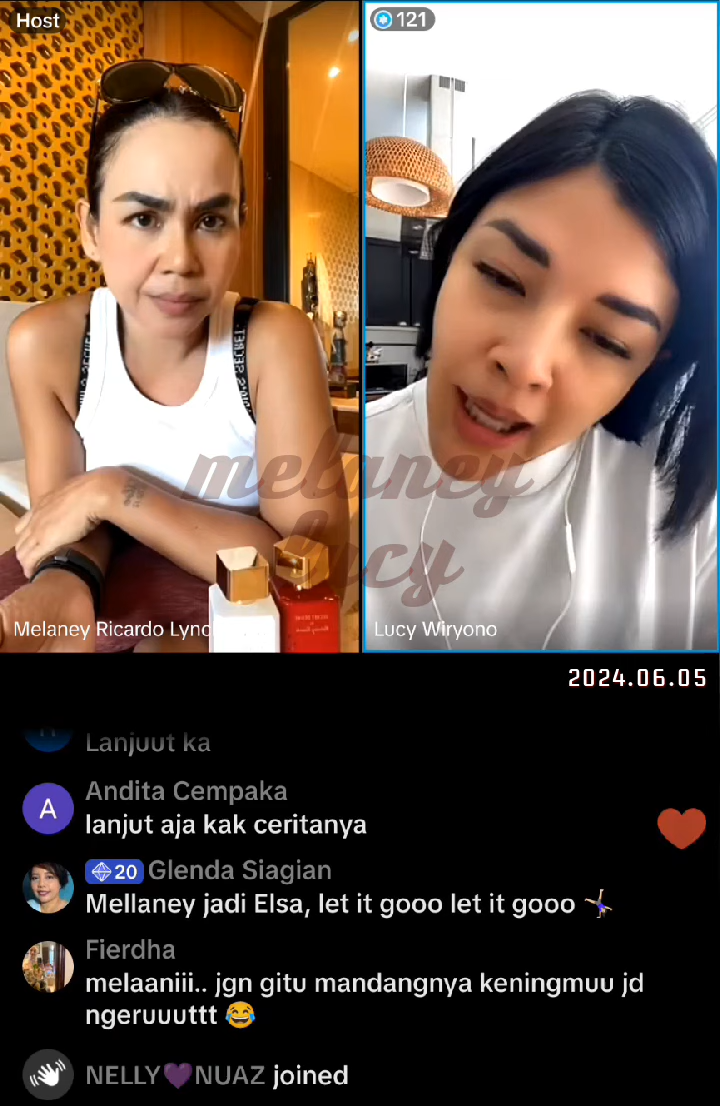 Host
121
melaney
lucy
Melaney Ricardo Lync
Lucy Wiryono
2024.06.05
Lanjuut ka
Andita Cempaka
A
lanjut aja kak ceritanya
20 Glenda Siagian
Mellaney jadi Elsa, let it gooo let it gooo 🤸‍♀️
Fierdha
melaaniii.. jgn gitu mandangnya keningmuu jd
ngeruuuttt 😂
NELLY💜NUAZ joined